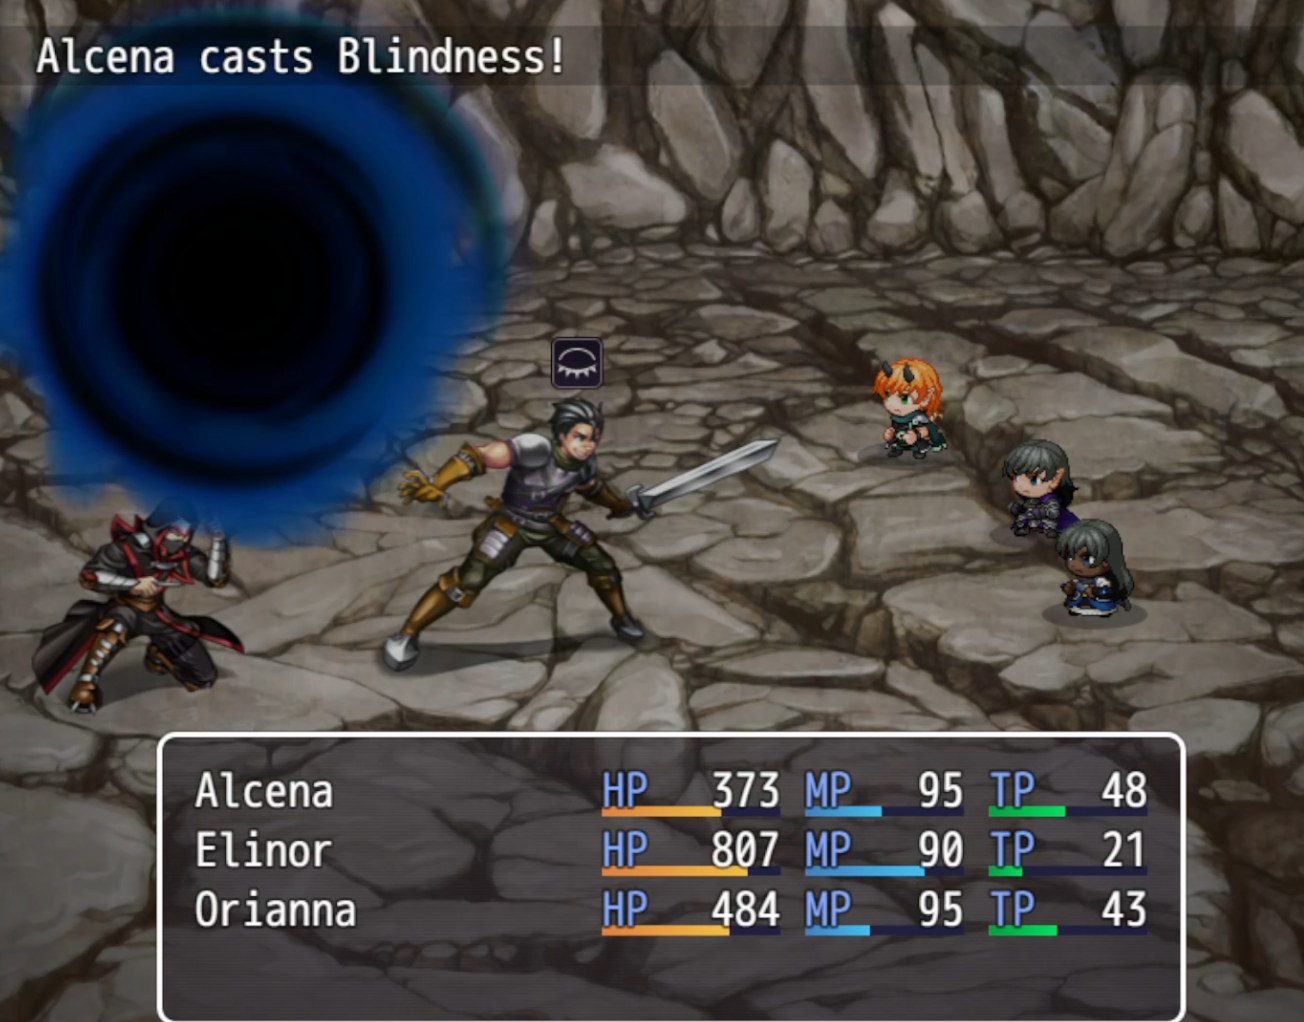 Alcena casts Blindness!
Alcena HP 373 MP 95 TP 48
Elinor HP 807 MP 90 TP 21
Orianna HP 484 MP 95 TP 43